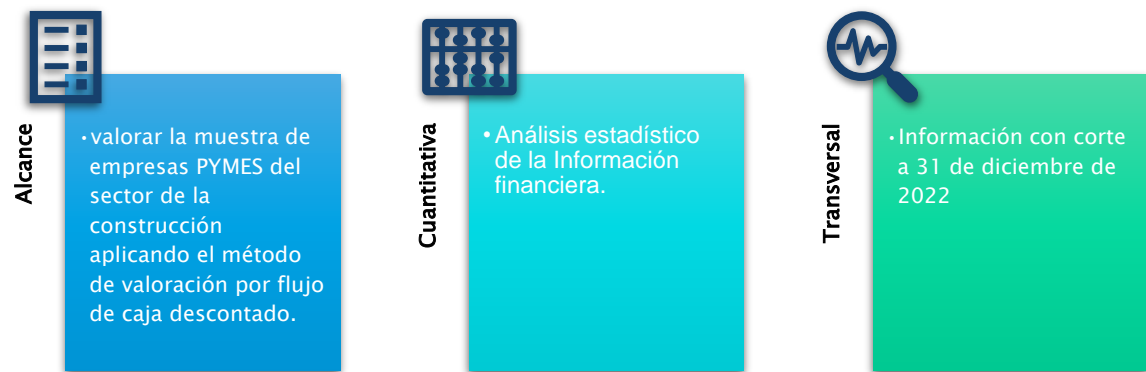 Alcance
•valorar la muestra de
empresas PYMES del
sector de la
construcción
aplicando el método
de valoración por flujo
de caja descontado.
Cuantitativa
•Análisis estadístico
de la Información
financiera.
Transversal
•Información con corte
a 31 de diciembre de
2022